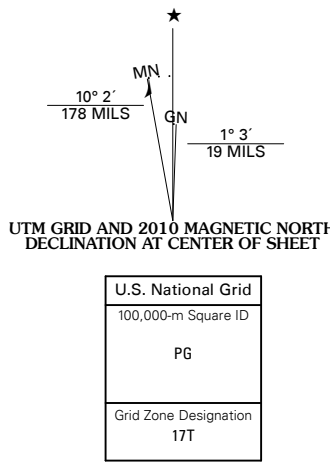 ★
MN
10° 2´
178 MILS
GN
1° 3´
19 MILS
UTM GRID AND 2010 MAGNETIC NORTH
DECLINATION AT CENTER OF SHEET
U.S. National Grid
100,000-m Square ID
PG
Grid Zone Designation
17T